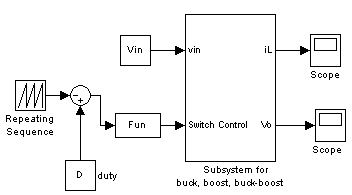 Vin
vin
iL
Scope
Repeating
Sequence
Fun
Switch Control
Vo
Scope
D
duty
Subsystem for
buck, boost, buck-boost